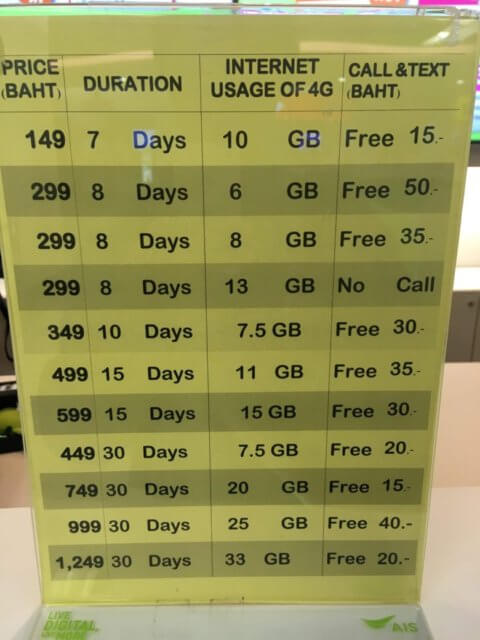 PRICE (BAHT) DURATION INTERNET USAGE OF 4G CALL & TEXT (BAHT)
149 7 Days 10 GB Free 15.-
299 8 Days 6 GB Free 50.-
299 8 Days 8 GB Free 35.-
299 8 Days 13 GB No Call
349 10 Days 7.5 GB Free 30.-
499 15 Days 11 GB Free 35.-
599 15 Days 15 GB Free 30.-
449 30 Days 7.5 GB Free 20.-
749 30 Days 20 GB Free 15.-
999 30 Days 25 GB Free 40.-
1,249 30 Days 33 GB Free 20.-
LIVE
DIGITAL,
LIVE MORE
AIS